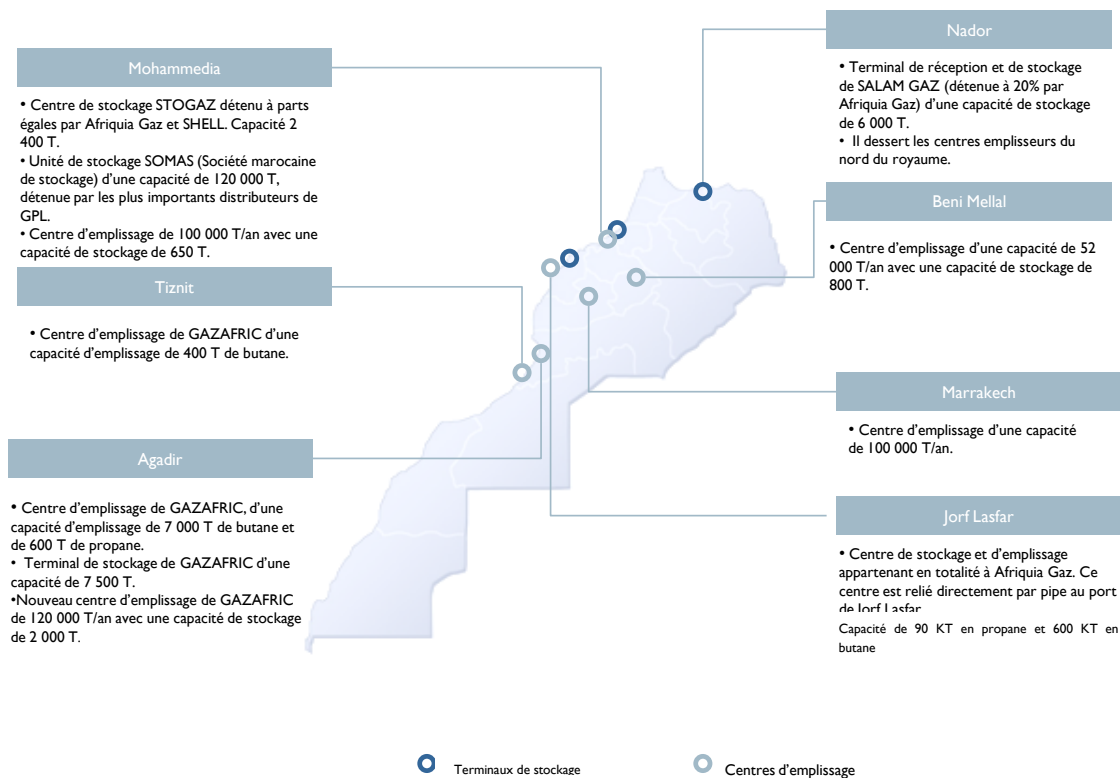 Mohammedia
• Centre de stockage STOGAZ détenu à parts
égales par Afriquia Gaz et SHELL. Capacité 2
400 T.
• Unité de stockage SOMAS (Société marocaine
de stockage) d'une capacité de 120 000 T,
détenue par les plus importants distributeurs de
GPL.
• Centre d'emplissage de 100 000 T/an avec une
capacité de stockage de 650 T.
Tiznit
• Centre d'emplissage de GAZAFRIC d'une
capacité d'emplissage de 400 T de butane.
Agadir
• Centre d'emplissage de GAZAFRIC, d'une
capacité d'emplissage de 7 000 T de butane et
de 600 T de propane.
• Terminal de stockage de GAZAFRIC d'une
capacité de 7 500 T.
•Nouveau centre d'emplissage de GAZAFRIC
de 120 000 T/an avec une capacité de stockage
de 2 000 T.
Nador
• Terminal de réception et de stockage
de SALAM GAZ (détenue à 20% par
Afriquia Gaz) d'une capacité de stockage
de 6 000 T.
• Il dessert les centres emplisseurs du
nord du royaume.
Beni Mellal
• Centre d'emplissage d'une capacité de 52
000 T/an avec une capacité de stockage de
800 T.
Marrakech
• Centre d'emplissage d'une capacité
de 100 000 T/an.
Jorf Lasfar
• Centre de stockage et d'emplissage
appartenant en totalité à Afriquia Gaz. Ce
centre est relié directement par pipe au port
de Jorf Lasfar
Capacité de 90 KT en propane et 600 KT en
butane
Terminaux de stockage
Centres d'emplissage